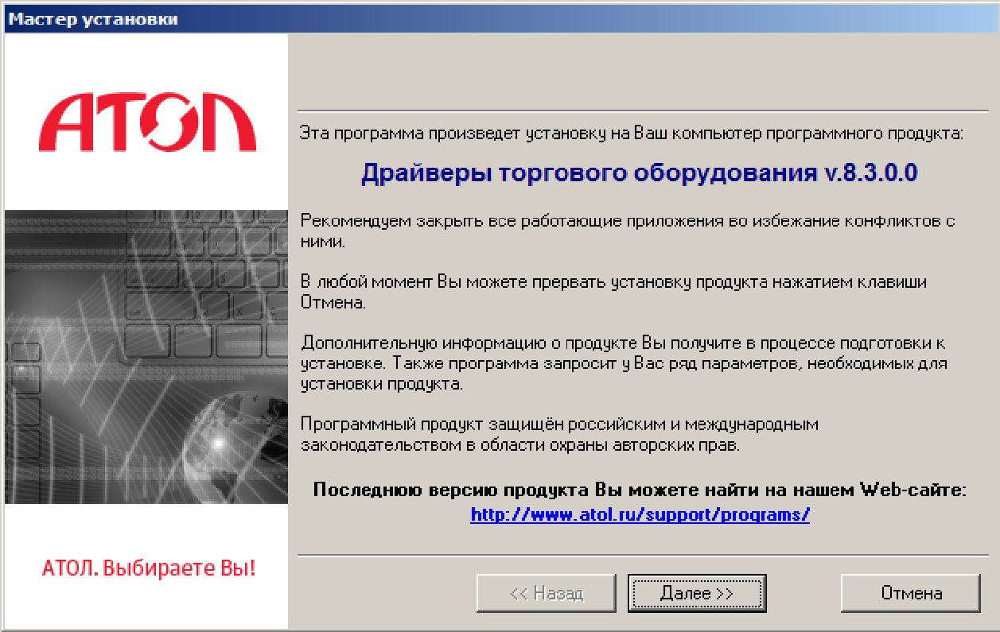 Мастер установки
АТОЛ
Эта программа произведет установку на Ваш компьютер программного продукта:
Драйверы торгового оборудования v.8.3.0.0
Рекомендуем закрыть все работающие приложения во избежание конфликтов с
ними.
В любой момент Вы можете прервать установку продукта нажатием клавиши
Отмена.
Дополнительную информацию о продукте Вы получите в процессе подготовки к
установке. Также программа запросит у Вас ряд параметров, необходимых для
установки продукта.
Программный продукт защищён российским и международным
законодательством в области охраны авторских прав.
Последнюю версию продукта Вы можете найти на нашем Web-сайте:
http://www.atol.ru/support/programs/
АТОЛ. Выбираете Вы!
<< Назад
Далее >>
Отмена